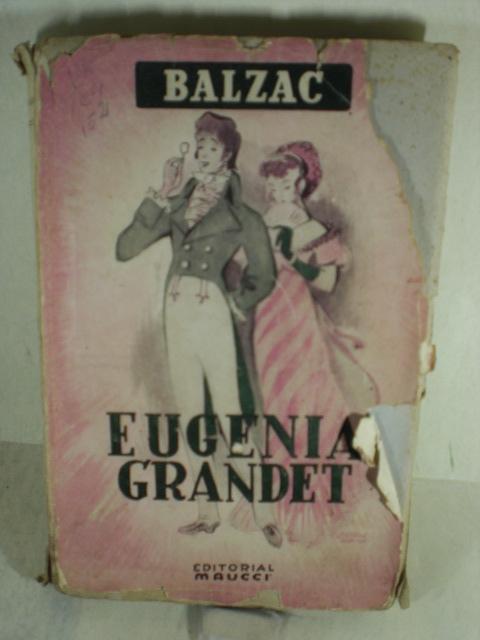 BALZAC
EUGENIA
GRANDET
EDITORIAL
MAUCCI